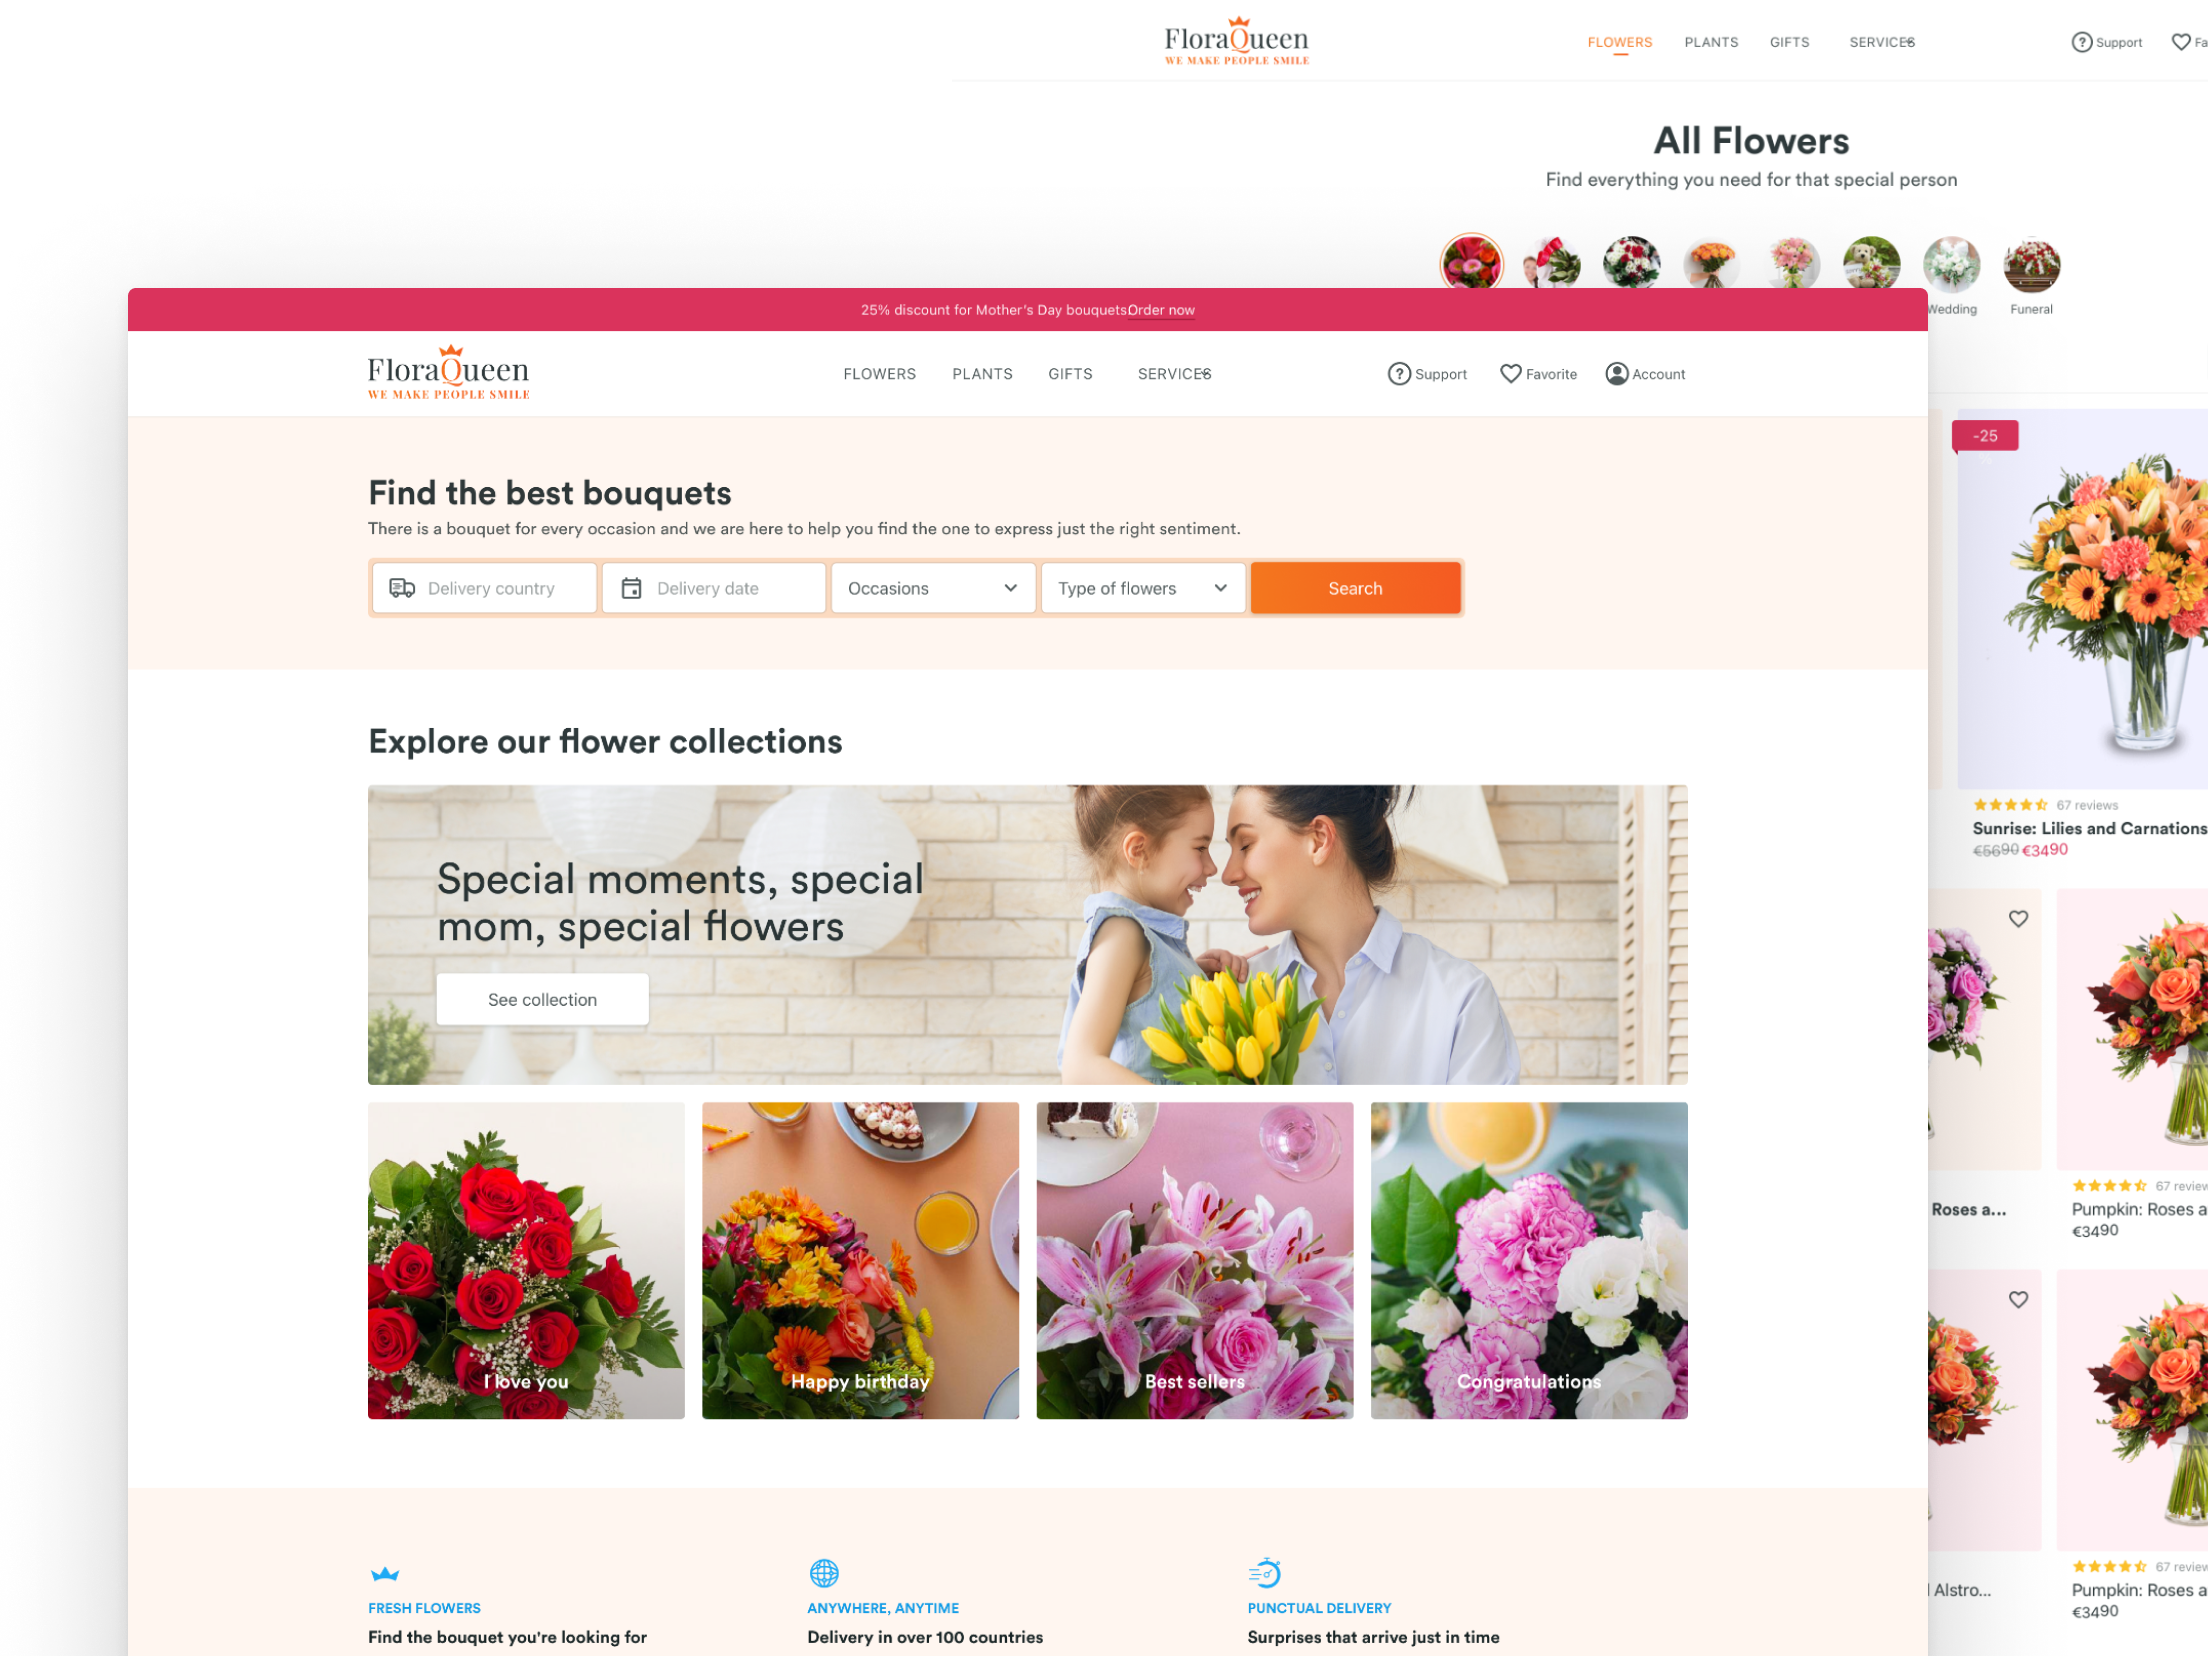 FloraQueen
WE MAKE PEOPLE SMILE
FLOWERS
PLANTS
GIFTS
SERVICES
Support
All Flowers
Find everything you need for that special person
Wedding
Funeral
25% discount for Mother's Day bouquets Order now
FloraQueen
WE MAKE PEOPLE SMILE
FLOWERS
PLANTS
GIFTS
SERVICES
Support
Favorite
Account
Find the best bouquets
There is a bouquet for every occasion and we are here to help you find the one to express just the right sentiment.
Delivery country
Delivery date
Occasions
Type of flowers
Search
Explore our flower collections
Special moments, special
mom, special flowers
See collection
I love you
Happy birthday
Best sellers
Congratulations
FRESH FLOWERS
Find the bouquet you're looking for
ANYWHERE, ANYTIME
Delivery in over 100 countries
PUNCTUAL DELIVERY
Surprises that arrive just in time
-25
67 reviews
Sunrise: Lilies and Carnations
€5690 €3490
Roses a...
67 review
Pumpkin: Roses a
€3490
Alstro...
67 review
Pumpkin: Roses a
€3490